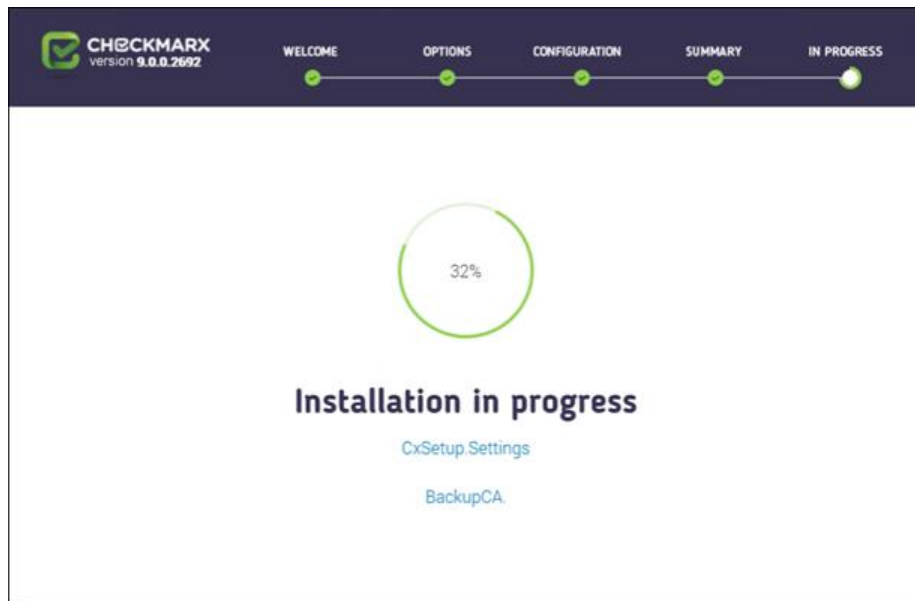 CHECKMARX
version 9.0.0.2692
WELCOME
OPTIONS
CONFIGURATION
SUMMARY
IN PROGRESS
32%
Installation in progress
CxSetup.Settings
BackupCA.